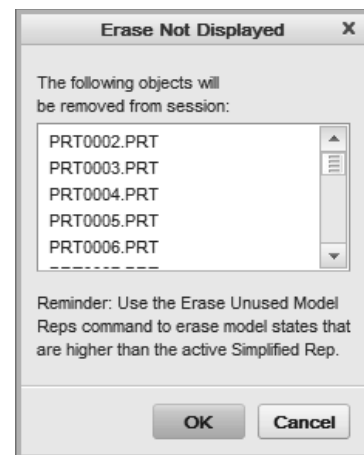 Erase Not Displayed X
The following objects will
be removed from session:
PRT0002.PRT
PRT0003.PRT
PRT0004.PRT
PRT0005.PRT
PRT0006.PRT
Reminder: Use the Erase Unused Model
Reps command to erase model states that
are higher than the active Simplified Rep.
OK Cancel